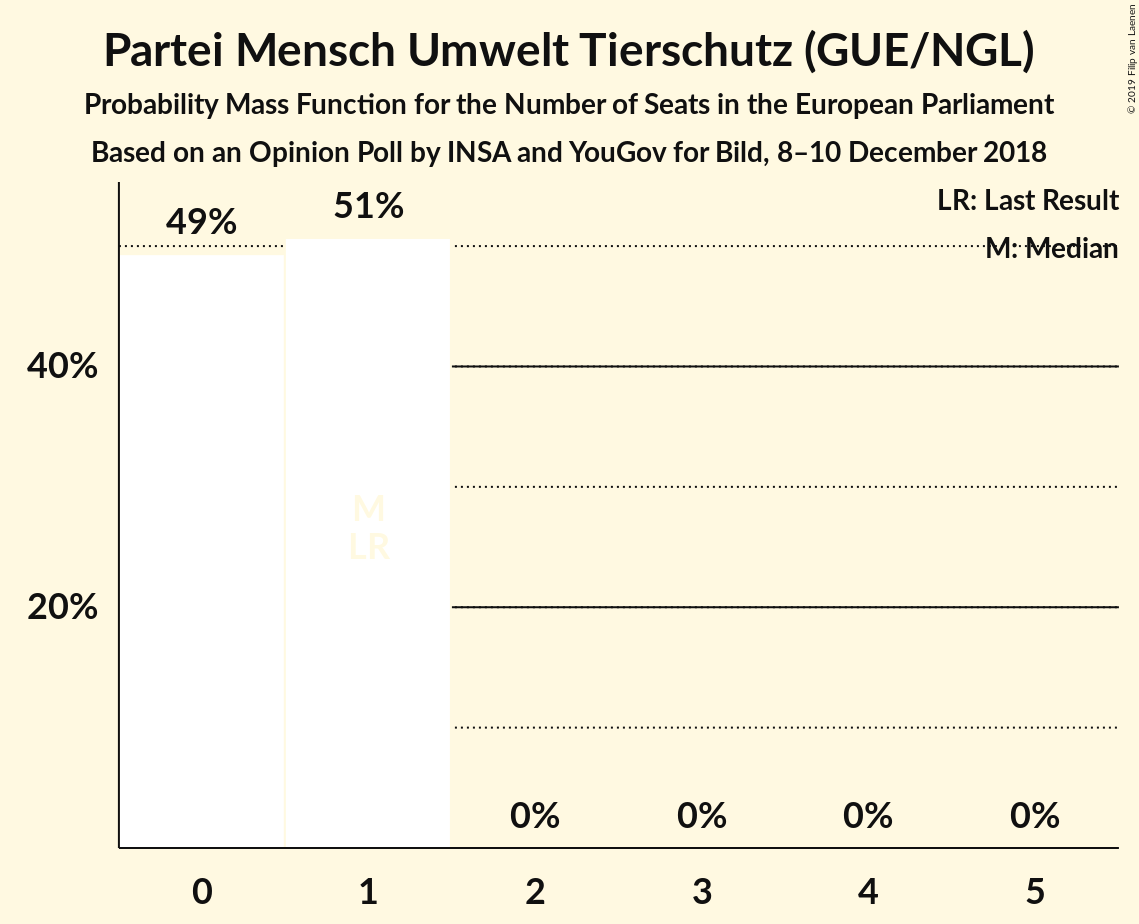 Partei Mensch Umwelt Tierschutz (GUE/NGL)
Probability Mass Function for the Number of Seats in the European Parliament
Based on an Opinion Poll by INSA and YouGov for Bild, 8–10 December 2018
© 2019 Filip van Laenen
LR: Last Result
M: Median
49%
51%
40%
20%
M
LR
0%
0%
0%
0%
0
1
2
3
4
5